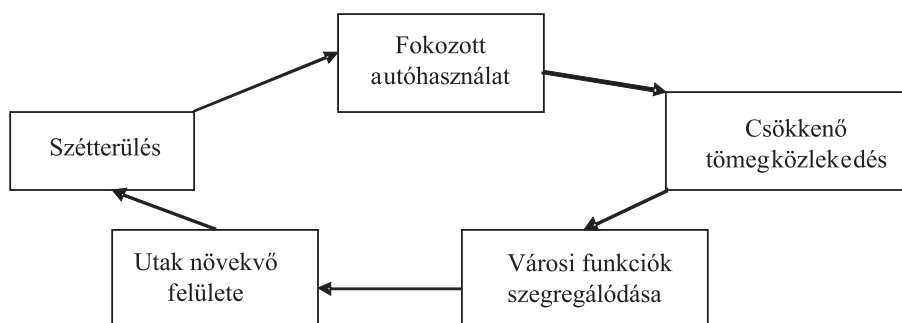 Fokozott
autóhasználat
Csökkenő
tömegközlekedés
Szétterülés
Utak növekvő
felülete
Városi funkciók
szegregálódása